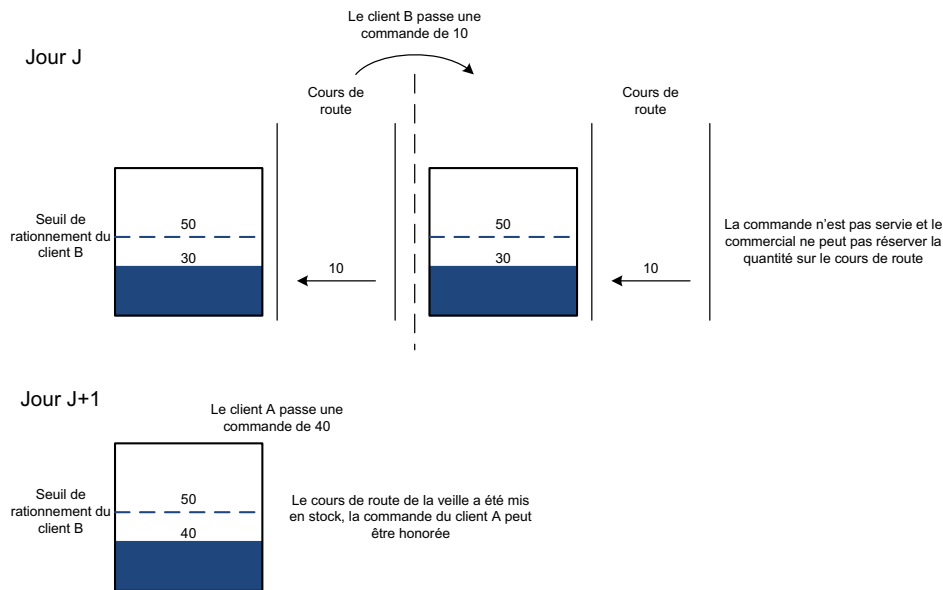 Le client B passe une
commande de 10
Jour J
Cours de
route
Cours de
route
Seuil de
rationnement du
client B
50
30
10
50
30
10
La commande n'est pas servie et le
commercial ne peut pas réserver la
quantité sur le cours de route
Jour J+1
Le client A passe une
commande de 40
Seuil de
rationnement du
client B
50
40
Le cours de route de la veille a été mis
en stock, la commande du client A peut
être honorée